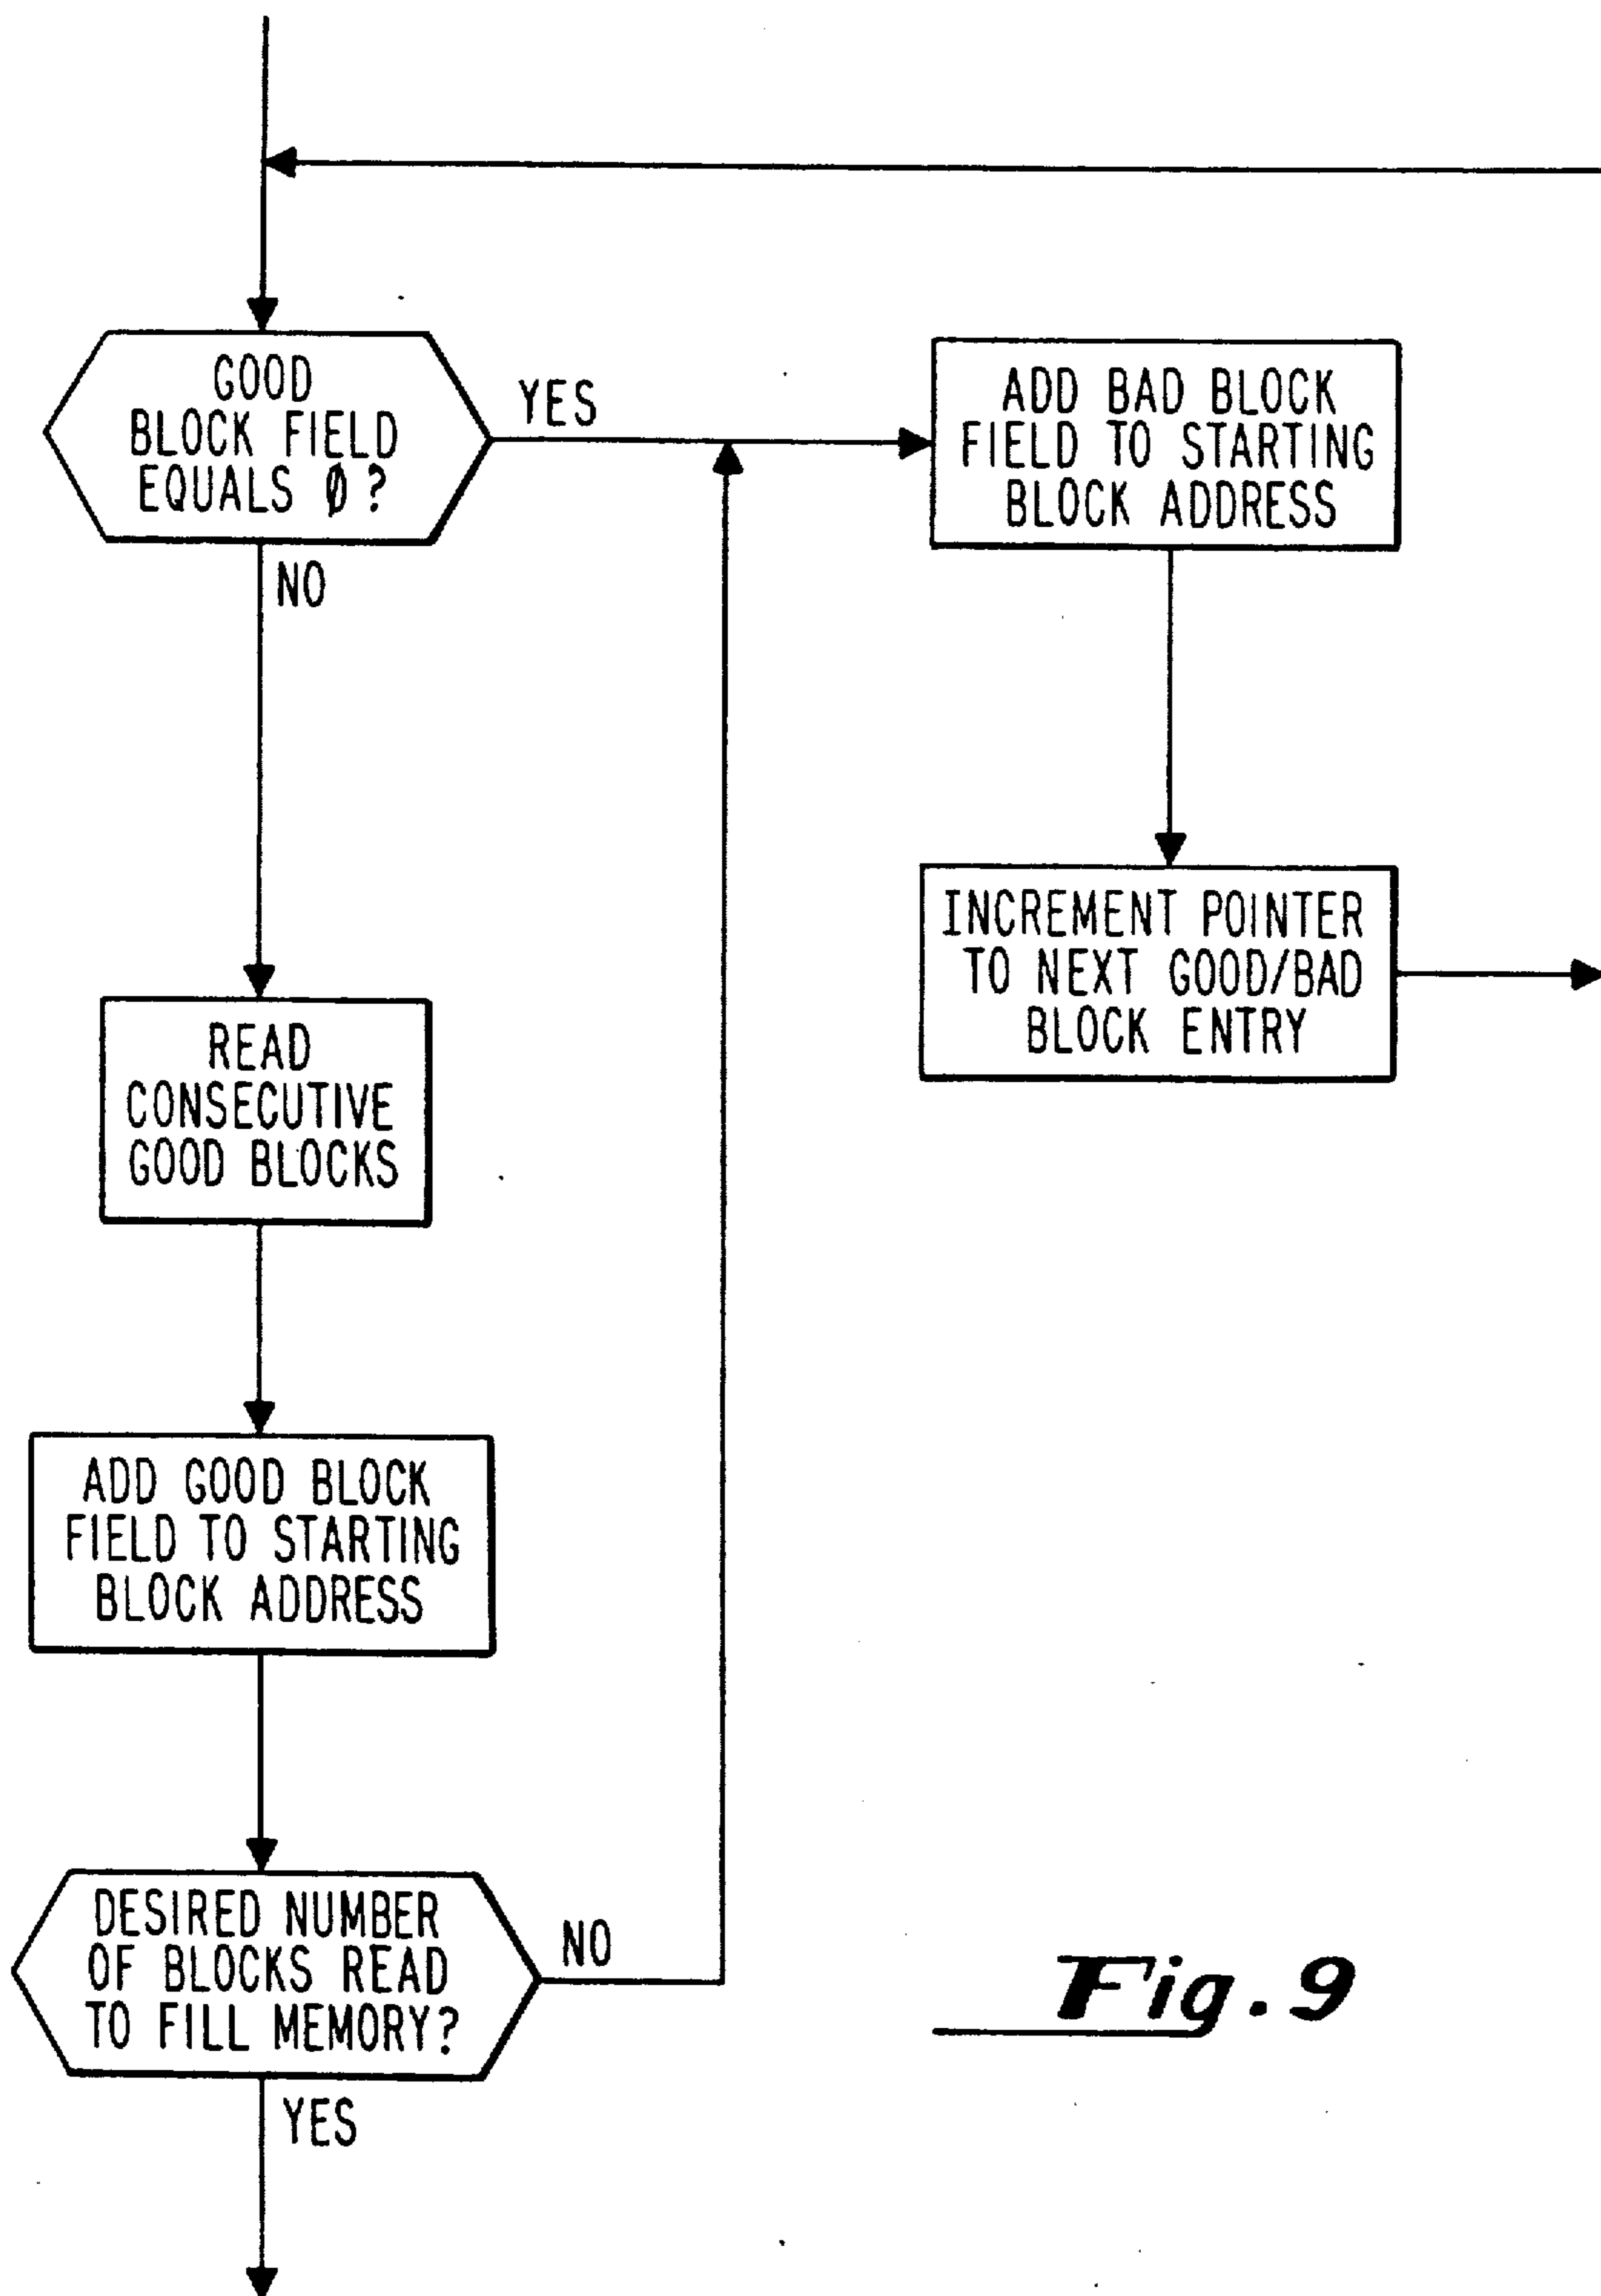 GOOD
BLOCK FIELD
EQUALS Ø?
YES
NO
ADD BAD BLOCK
FIELD TO STARTING
BLOCK ADDRESS
INCREMENT POINTER
TO NEXT GOOD/BAD
BLOCK ENTRY
READ
CONSECUTIVE
GOOD BLOCKS
ADD GOOD BLOCK
FIELD TO STARTING
BLOCK ADDRESS
DESIRED NUMBER
OF BLOCKS READ
TO FILL MEMORY?
NO
YES
Fig. 9